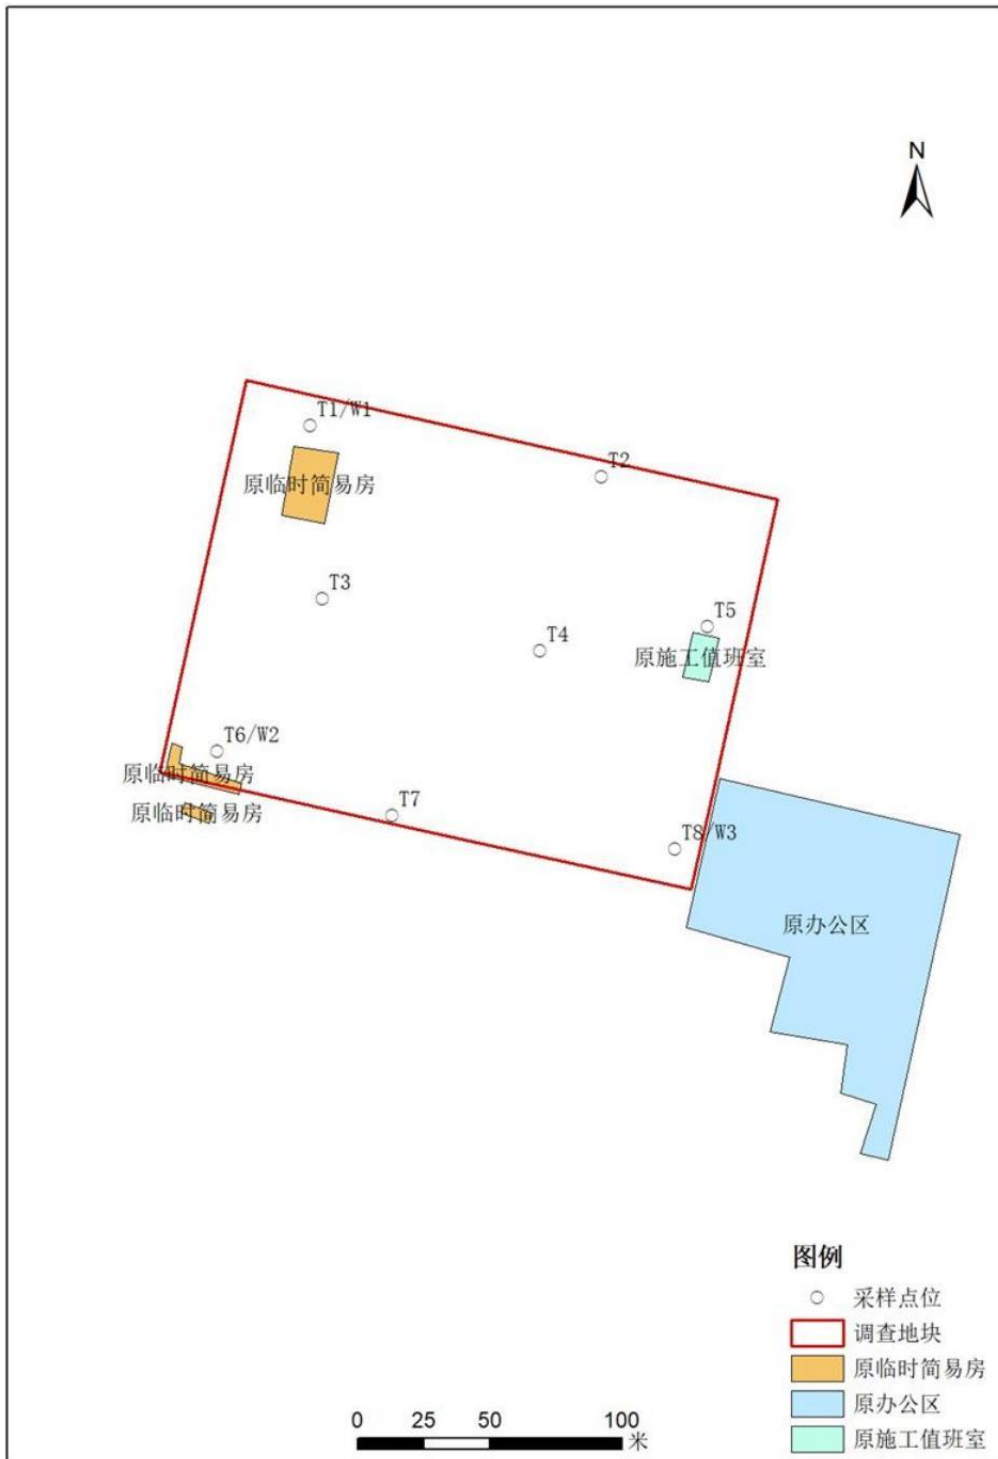 N
T1/W1
T2
原临时简易房
T3
T5
T4
原施工值班室
T6/W2
原临时简易房
原临时简易房
T7
T8/W3
原办公区
图例
采样点位
调查地块
原临时简易房
原办公区
原施工值班室
0 25 50 100
米